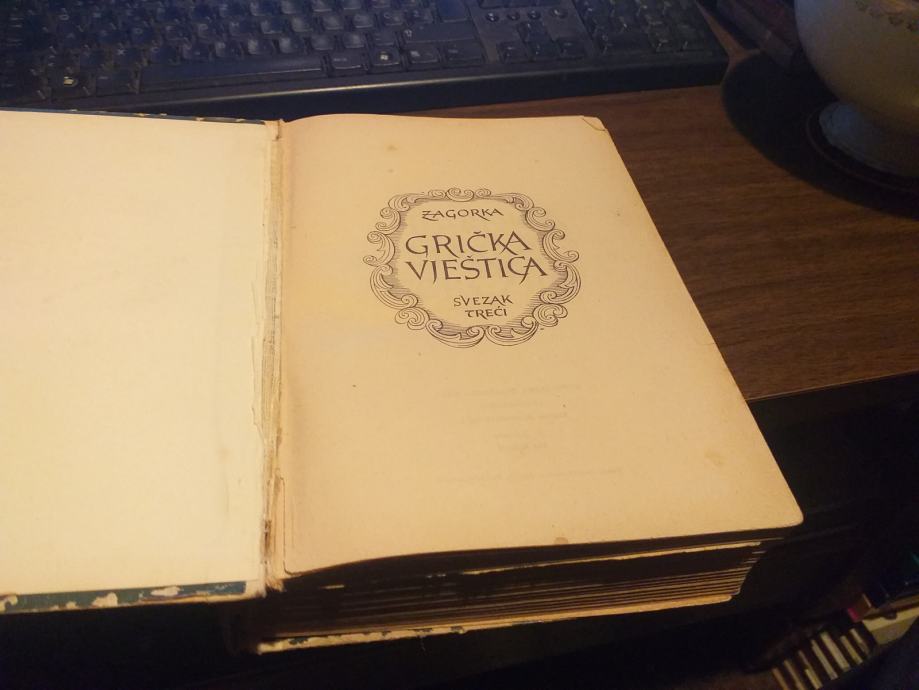 ZAGORKA
GRIČKA
VJEŠTICA
SVEZAK
TREĆI